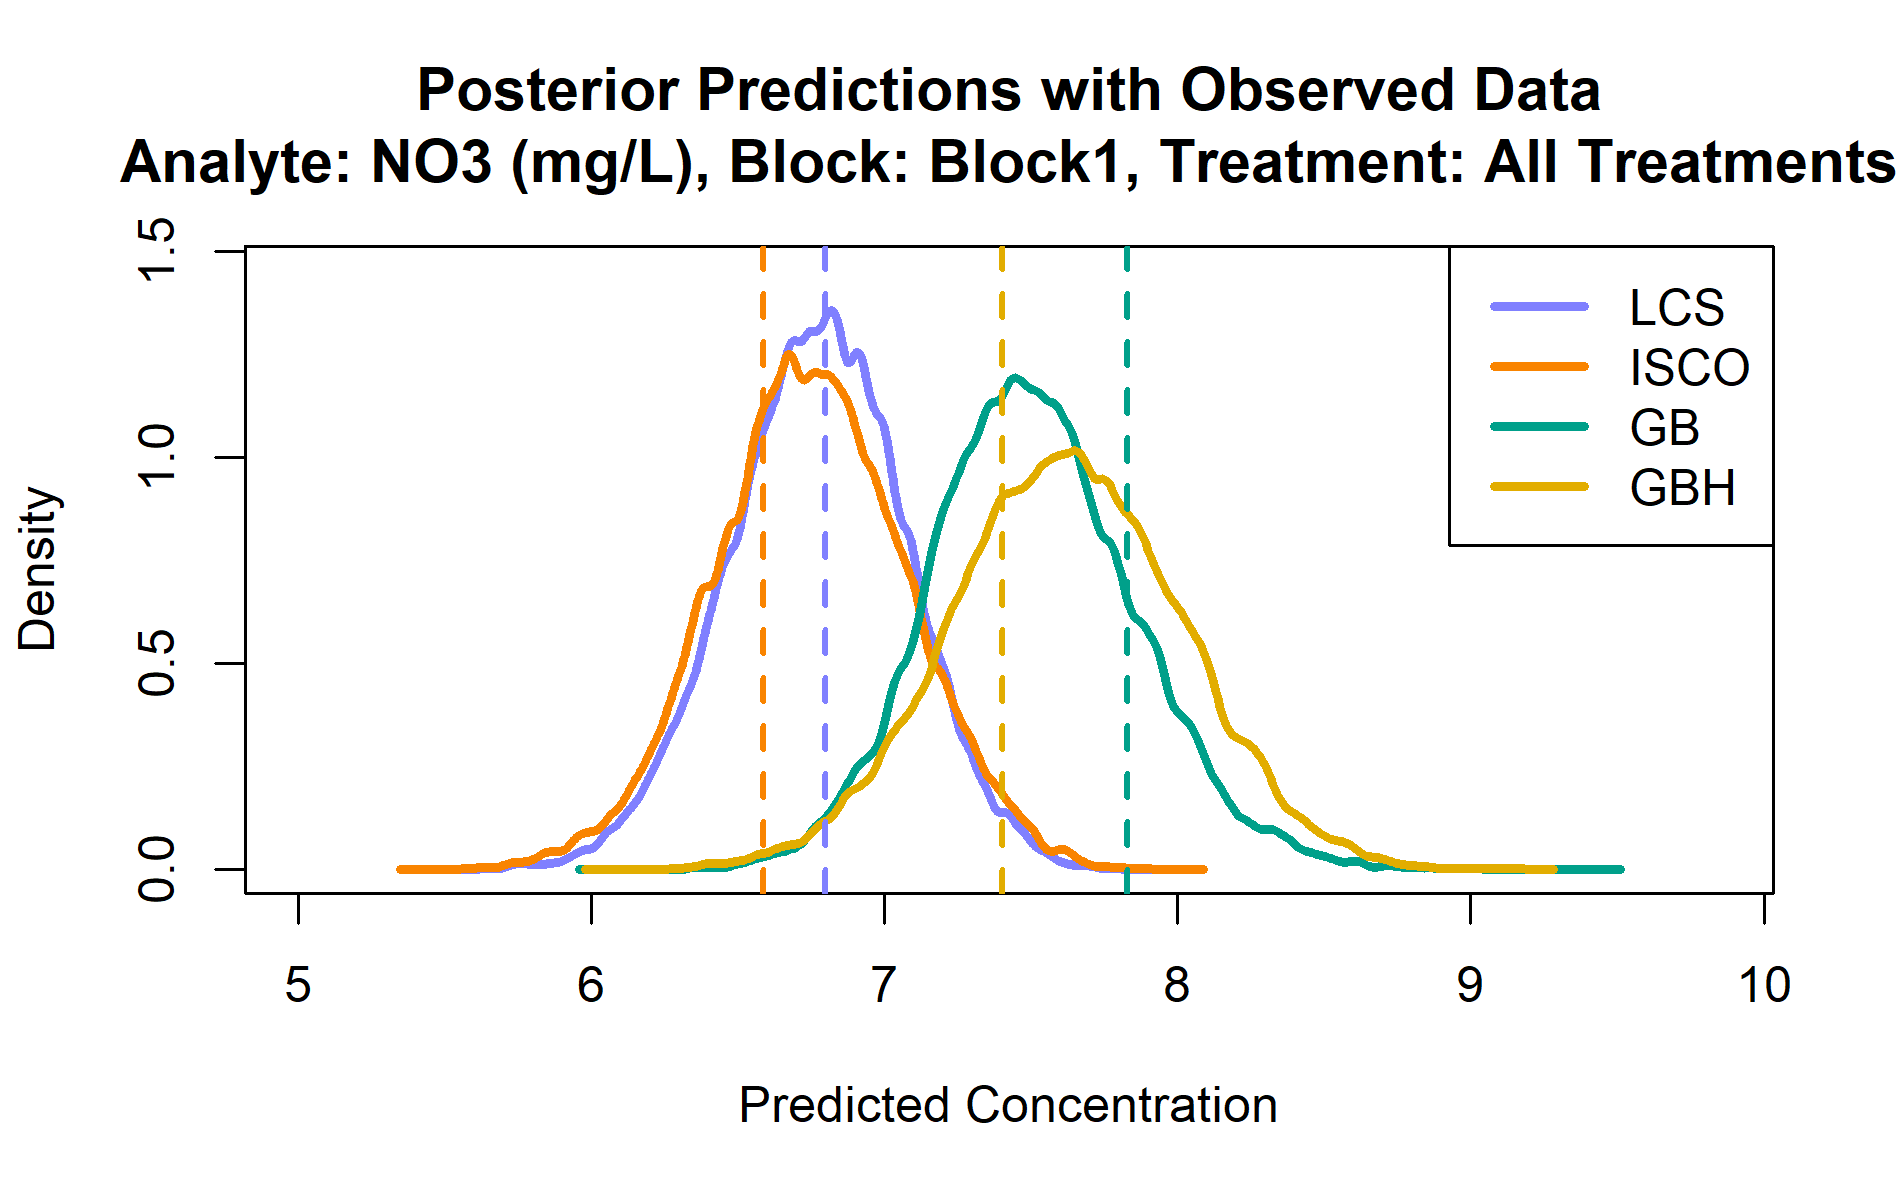 Posterior Predictions with Observed Data
Analyte: NO3 (mg/L), Block: Block1, Treatment: All Treatments
1.5
1.0
0.5
0.0
Density
LCS
ISCO
GB
GBH
5 6 7 8 9 10
Predicted Concentration